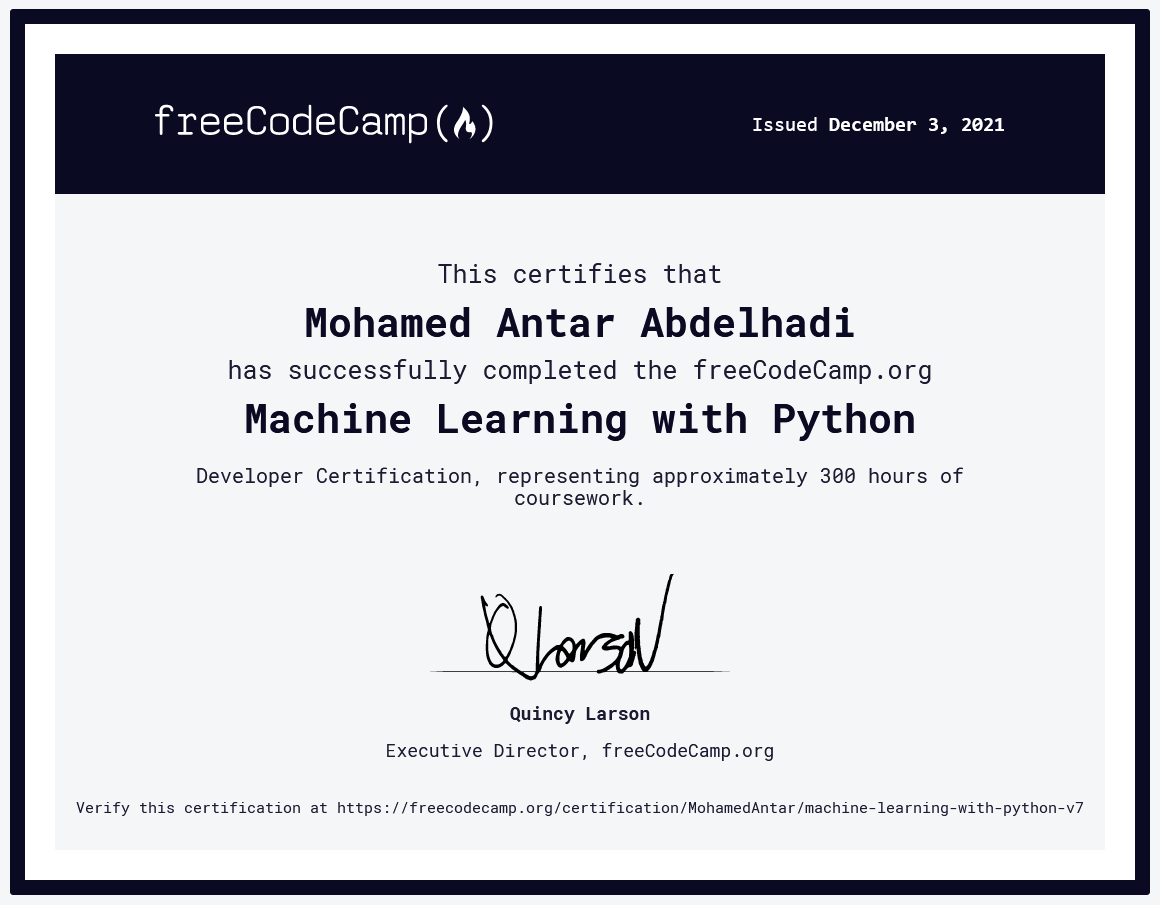 freeCodeCamp(🔥)
Issued December 3, 2021
This certifies that
Mohamed Antar Abdelhadi
has successfully completed the freeCodeCamp.org
Machine Learning with Python
Developer Certification, representing approximately 300 hours of
coursework.
Q Larson
Quincy Larson
Executive Director, freeCodeCamp.org
Verify this certification at https://freecodecamp.org/certification/MohamedAntar/machine-learning-with-python-v7